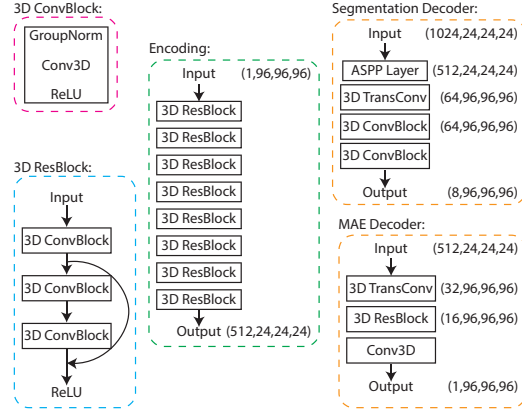 3D ConvBlock:
GroupNorm
Conv3D
ReLU
3D ResBlock:
Input
3D ConvBlock
3D ConvBlock
3D ConvBlock
ReLU
Encoding:
Input (1,96,96,96)
3D ResBlock
3D ResBlock
3D ResBlock
3D ResBlock
3D ResBlock
3D ResBlock
3D ResBlock
3D ResBlock
Output (512,24,24,24)
Segmentation Decoder:
Input (1024,24,24,24)
ASPP Layer (512,24,24,24)
3D TransConv (64,96,96,96)
3D ConvBlock (64,96,96,96)
3D ConvBlock
Output (8,96,96,96)
MAE Decoder:
Input (512,24,24,24)
3D TransConv (32,96,96,96)
3D ResBlock (16,96,96,96)
Conv3D
Output (1,96,96,96)